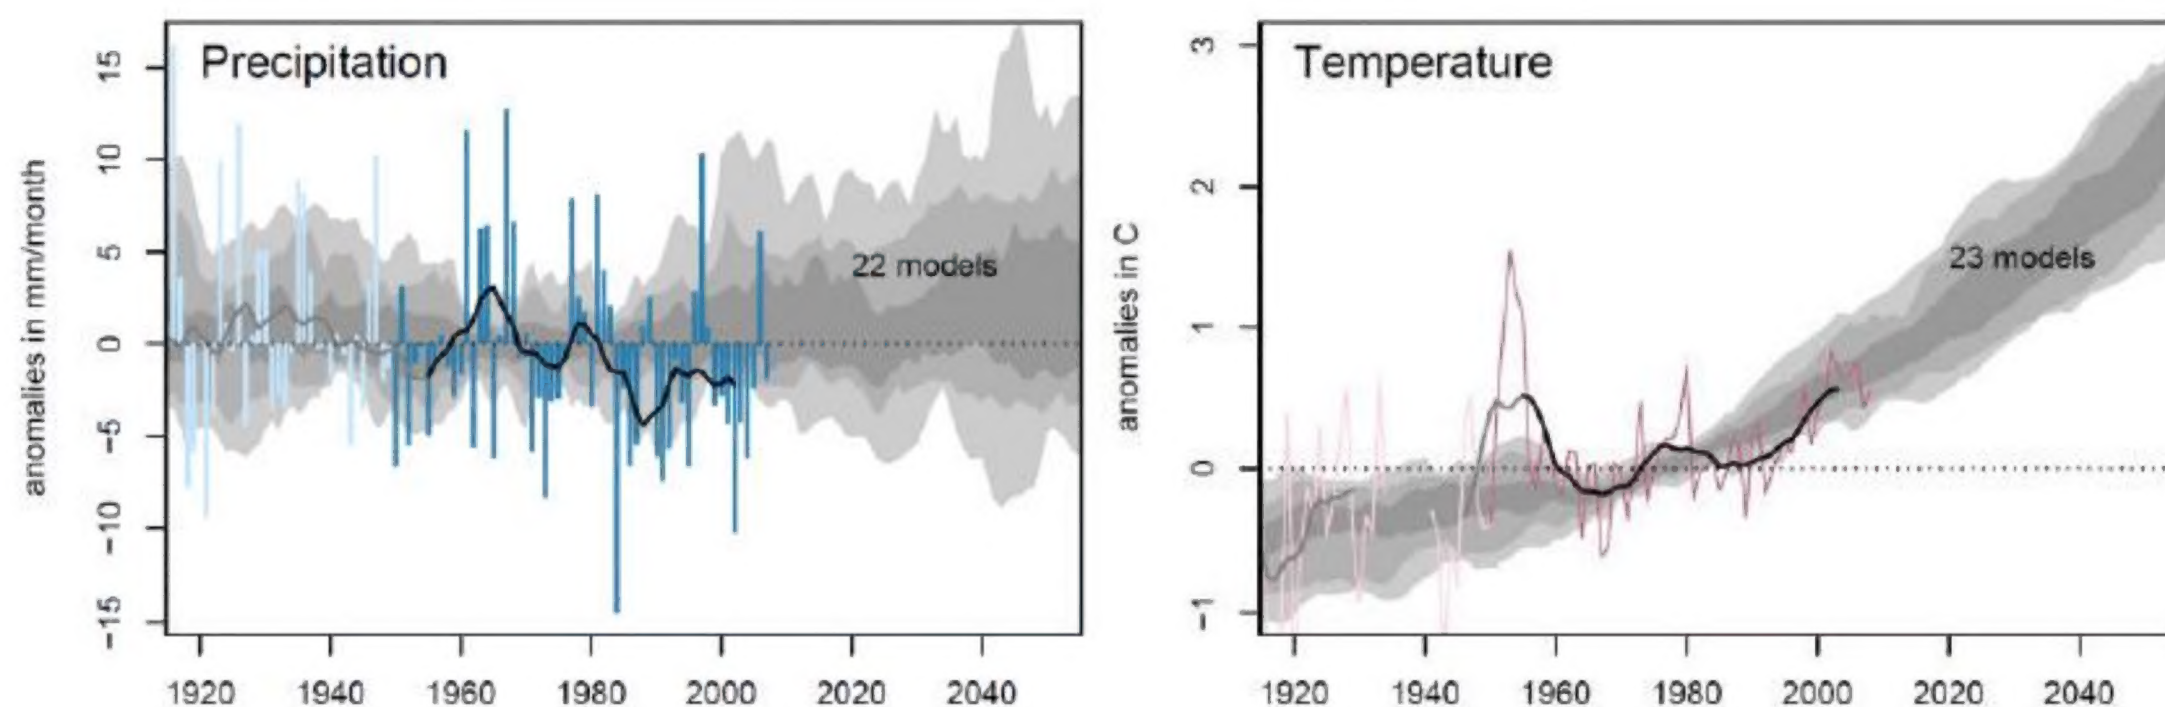 Precipitation
anomalies in mm/month
15
10
5
0
−5
−10
−15
22 models
1920 1940 1960 1980 2000 2020 2040
Temperature
anomalies in C
3
2
1
0
−1
23 models
1920 1940 1960 1980 2000 2020 2040